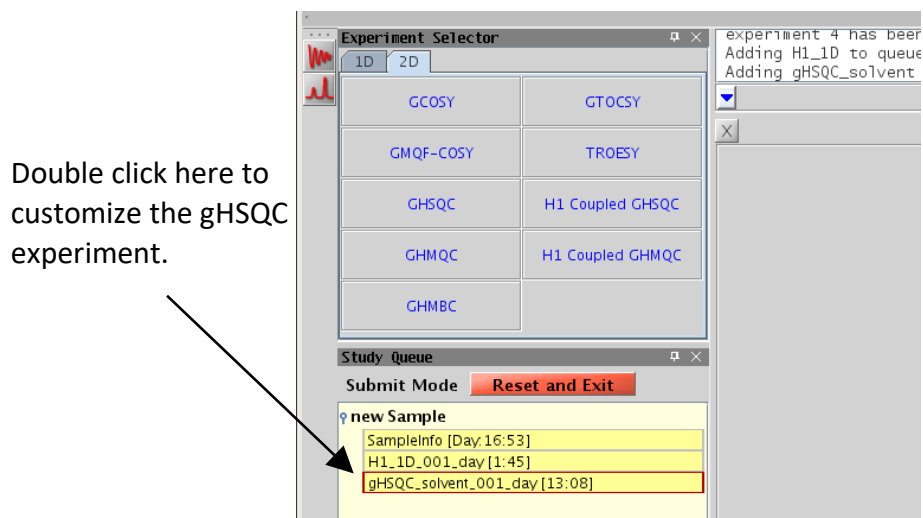 Experiment Selector
experiment 4 has been
Adding H1_1D to queue
Adding gHSQC_solvent
1D 2D
GCOSY GTOCSY
GMQF-COSY TROESY
GHSQC H1 Coupled GHSQC
GHMQC H1 Coupled GHMQC
GHMBC
Double click here to
customize the gHSQC
experiment.
Study Queue
Submit Mode Reset and Exit
new Sample
SampleInfo [Day: 16:53]
H1_1D_001_day [1:45]
gHSQC_solvent_001_day [13:08]